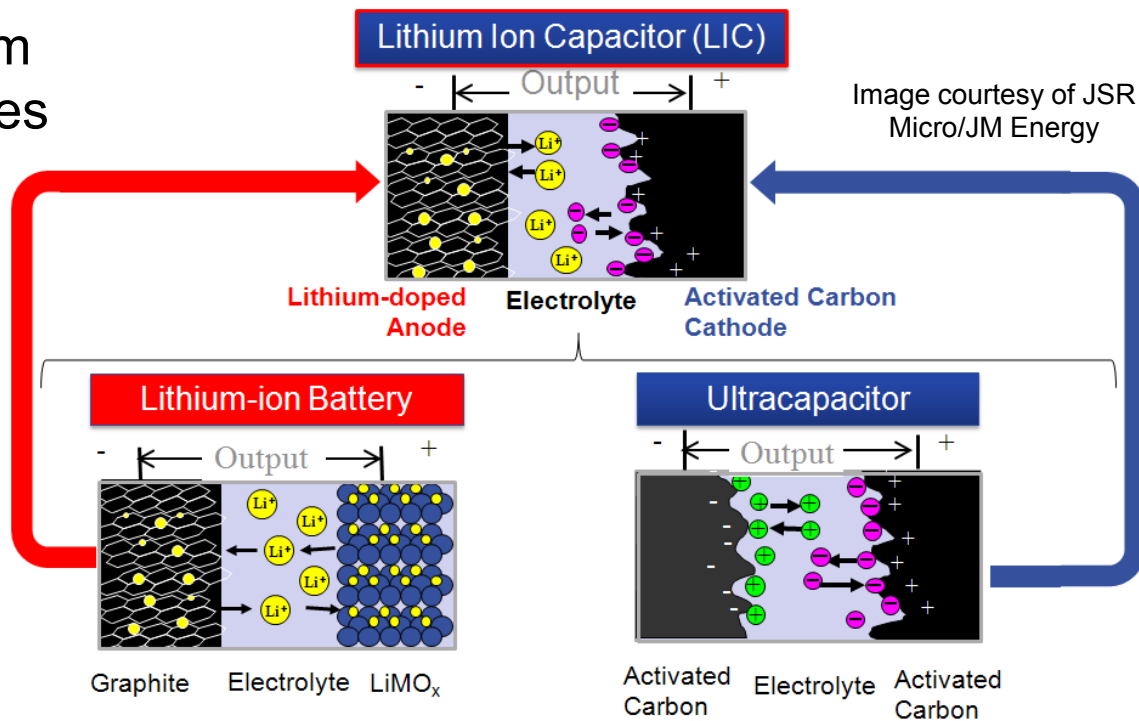 m
es
Lithium Ion Capacitor (LIC)
- Output +
Image courtesy of JSR
Micro/JM Energy
Li+
Li+
Li+
Li+
Lithium-doped
Anode
Electrolyte
Activated Carbon
Cathode
Lithium-ion Battery
- Output +
Li+
Li+
Li+
Li+
Li+
Graphite
Electrolyte
LiMOₓ
Ultracapacitor
- Output +
Activated
Carbon
Electrolyte
Activated
Carbon